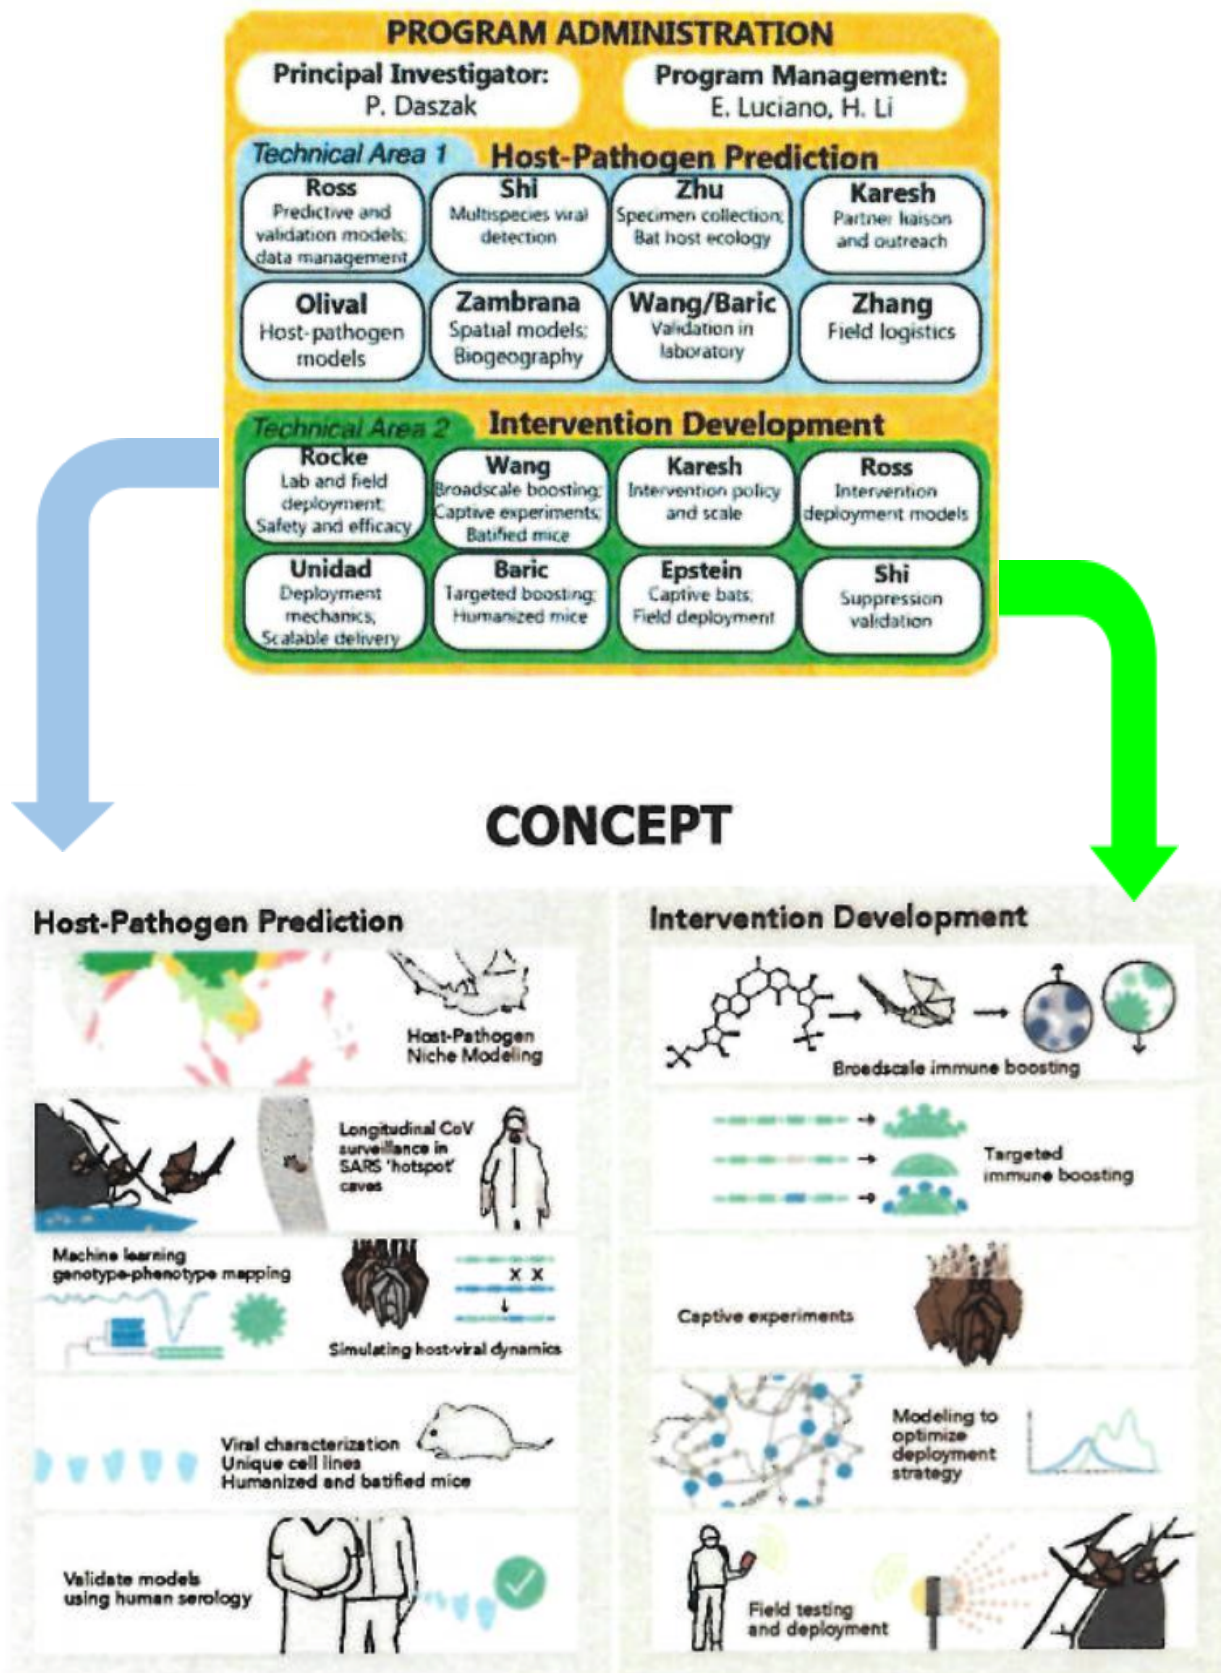 PROGRAM ADMINISTRATION
Principal Investigator:
P. Daszak
Program Management:
E. Luciano, H. Li
Technical Area 1
Host-Pathogen Prediction
Ross
Predictive and
validation models;
data management
Shi
Multispecies viral
detection
Zhu
Specimen collection;
Bat host ecology
Karesh
Partner liaison
and outreach
Olival
Host-pathogen
models
Zambrana
Spatial models;
Biogeography
Wang/Baric
Validation in
laboratory
Zhang
Field logistics
Technical Area 2
Intervention Development
Rocke
Lab and field
deployment;
Safety and efficacy
Wang
Broadscale boosting;
Captive experiments;
Batified mice
Karesh
Intervention policy
and scale
Ross
Intervention
deployment models
Unidad
Deployment
mechanics;
Scalable delivery
Baric
Targeted boosting;
Humanized mice
Epstein
Captive bats;
Field deployment
Shi
Suppression
validation
CONCEPT
Host-Pathogen Prediction
Host-Pathogen
Niche Modeling
Longitudinal CoV
surveillance in
SARS 'hotspot'
caves
Machine learning
genotype-phenotype mapping
X X
Simulating host-viral dynamics
Viral characterization
Unique cell lines
Humanized and batified mice
Validate models
using human serology
Intervention Development
Broadscale immune boosting
Targeted
immune boosting
Captive experiments
Modeling to
optimize
deployment
strategy
Field testing
and deployment